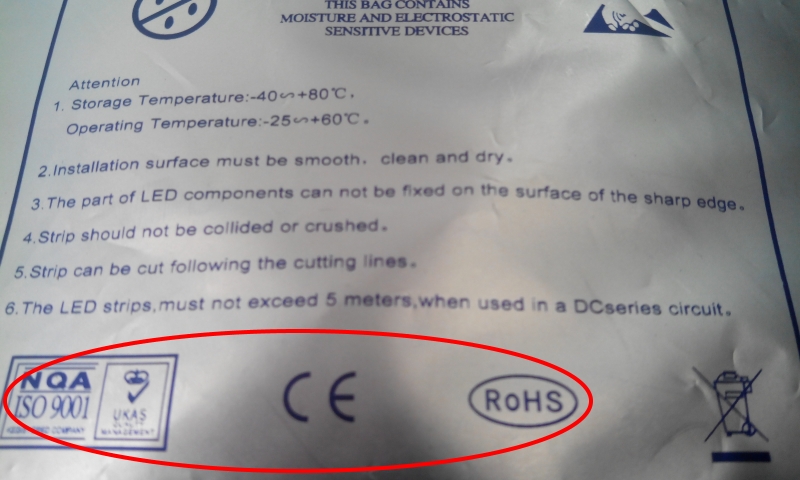 THIS BAG CONTAINS
MOISTURE AND ELECTROSTATIC
SENSITIVE DEVICES
Attention
1. Storage Temperature:-40∽+80℃.
Operating Temperature:-25∽+60℃.
2.Installation surface must be smooth, clean and dry。
3.The part of LED components can not be fixed on the surface of the sharp edge。
4.Strip should not be collided or crushed。
5.Strip can be cut following the cutting lines。
6.The LED strips,must not exceed 5 meters,when used in a DCseries circuit。
NQA
ISO 9001
COMPANY
UKAS
QUALITY
MANAGEMENT
CE
RoHS